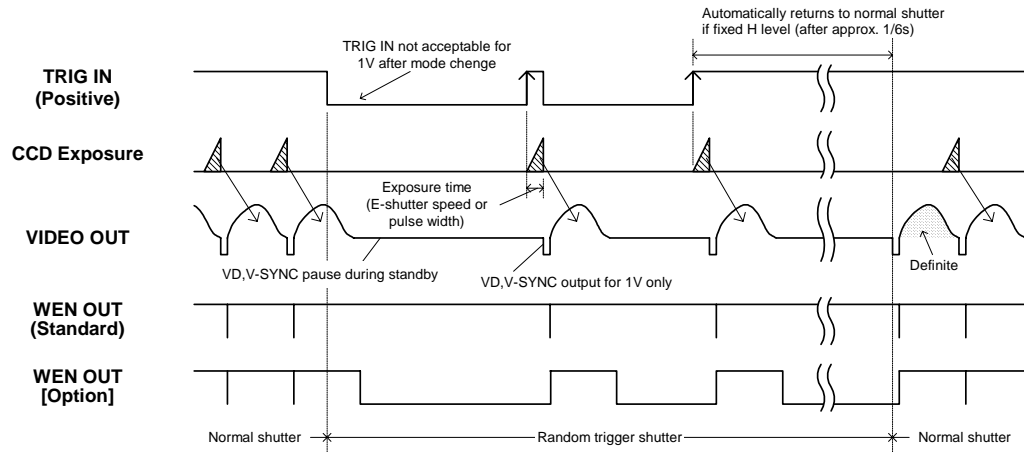 Automatically returns to normal shutter
if fixed H level (after approx. 1/6s)
TRIG IN not acceptable for
1V after mode chenge
TRIG IN
(Positive)
CCD Exposure
Exposure time
(E-shutter speed or
pulse width)
VIDEO OUT
VD,V-SYNC pause during standby
VD,V-SYNC output for 1V only
Definite
WEN OUT
(Standard)
WEN OUT
[Option]
Normal shutter
Random trigger shutter
Normal shutter